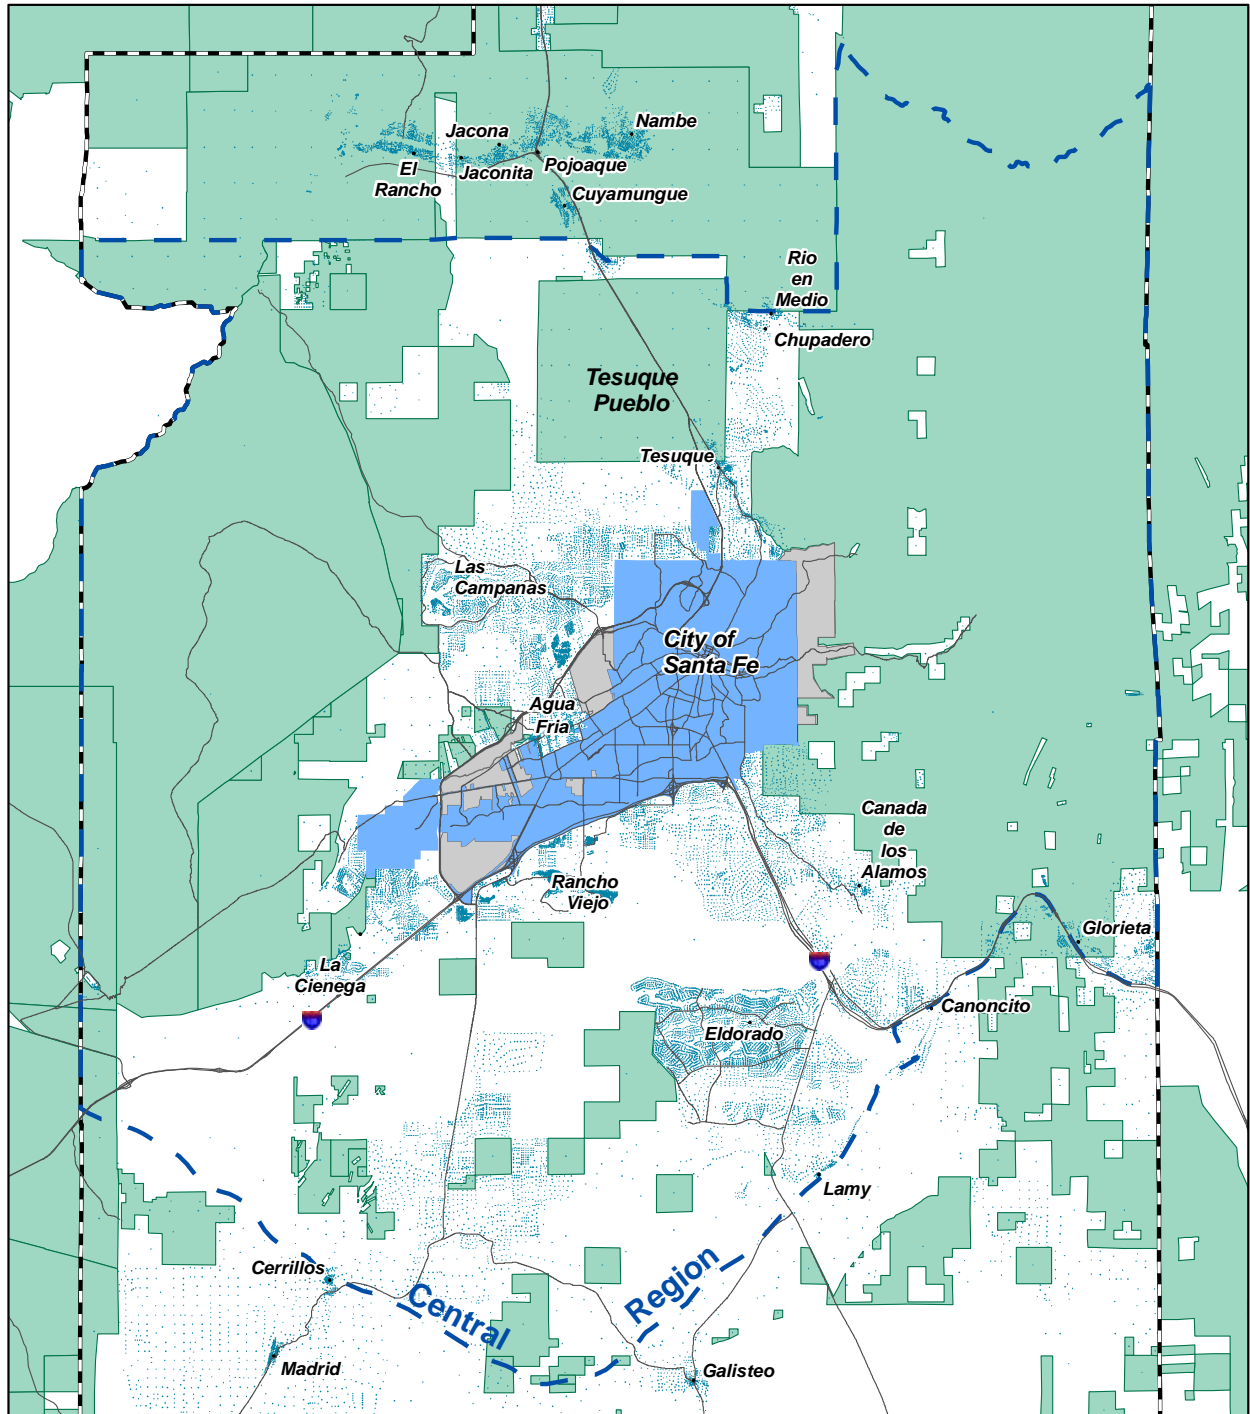 Nambe
Jacona
Pojoaque
El
Rancho
Jaconita
Cuyamungue
Rio
en
Medio
Chupadero
Tesuque
Pueblo
Tesuque
Las
Campanas
City of
Santa Fe
Agua
Fria
Canada
de
los
Alamos
Rancho
Viejo
Glorieta
La
Cienega
Canoncito
Eldorado
Lamy
Cerrillos
Central
Region
Madrid
Galisteo